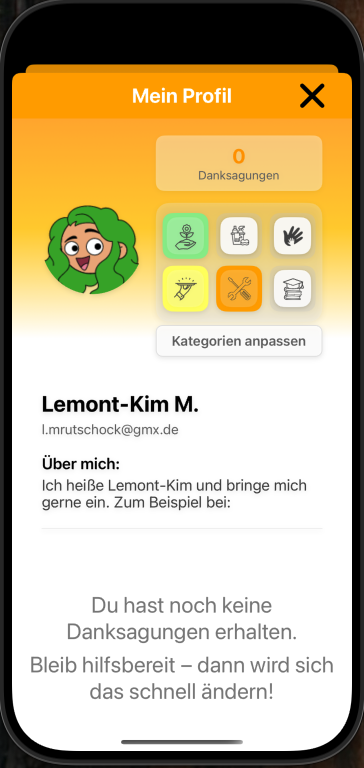 Mein Profil
0
Danksagungen
Kategorien anpassen
Lemont-Kim M.
l.mrutschock@gmx.de
Über mich:
Ich heiße Lemont-Kim und bringe mich
gerne ein. Zum Beispiel bei:
Du hast noch keine
Danksagungen erhalten.
Bleib hilfsbereit – dann wird sich
das schnell ändern!